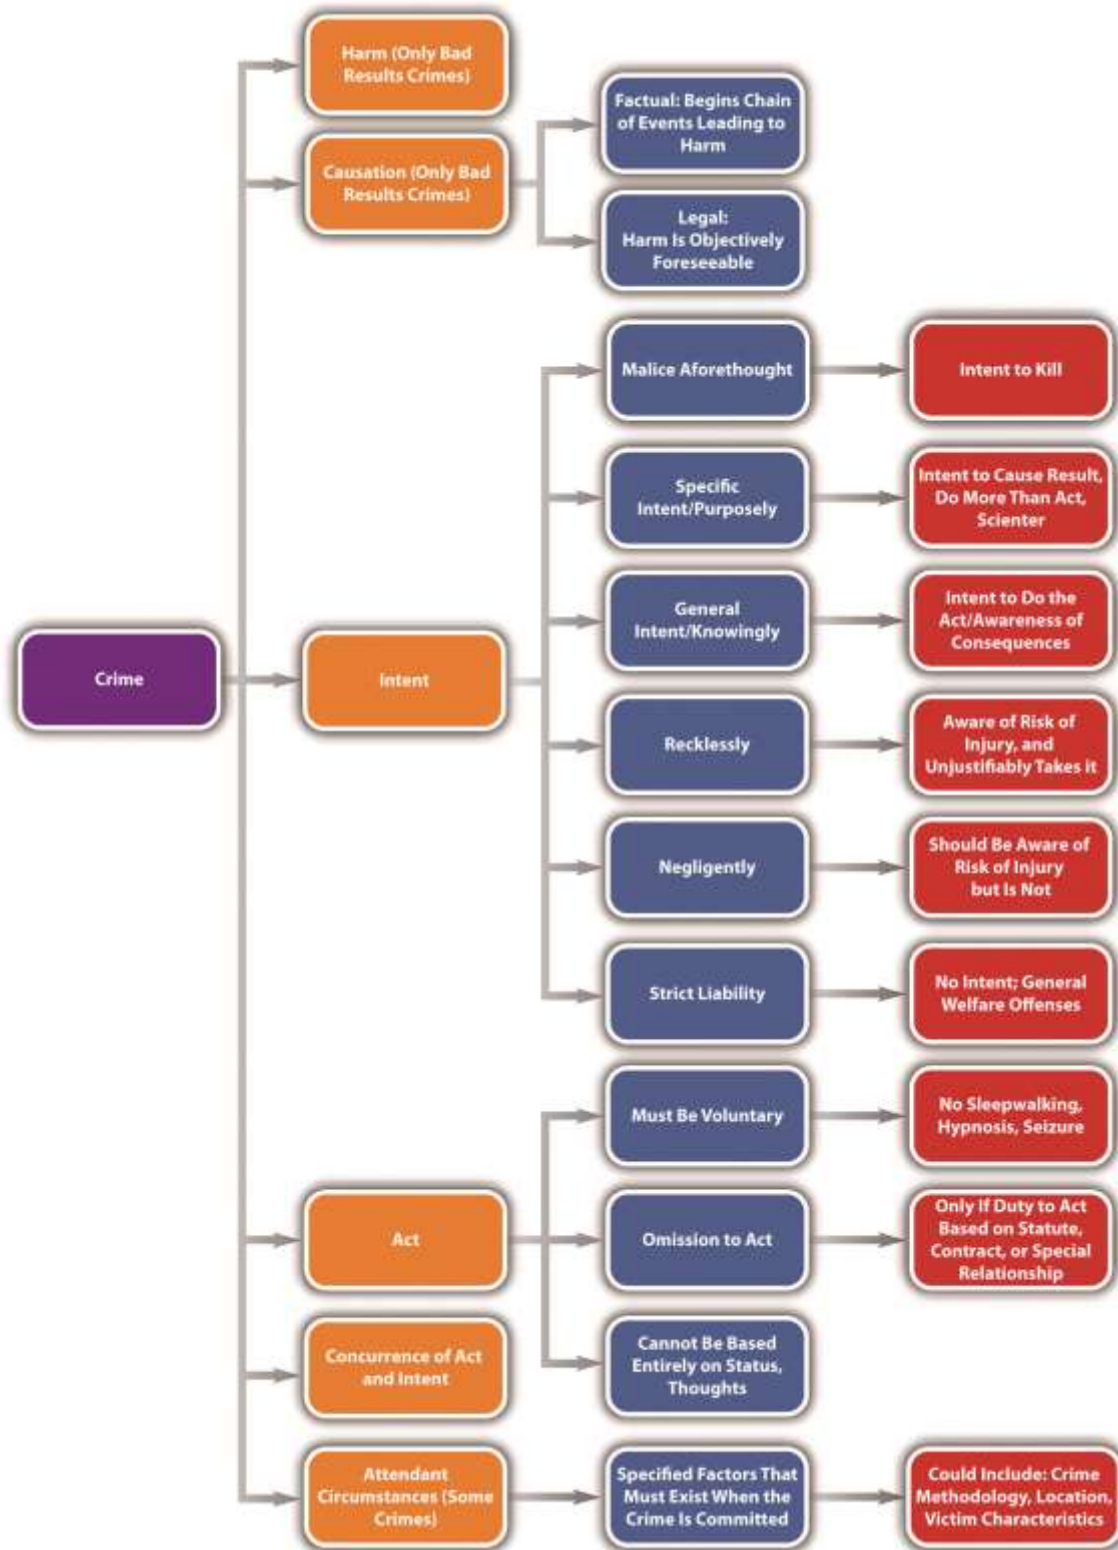 Harm (Only Bad
Results Crimes)
Factual: Begins Chain
of Events Leading to
Harm
Causation (Only Bad
Results Crimes)
Legal:
Harm Is Objectively
Foreseeable
Malice Aforethought
Intent to Kill
Specific
Intent/Purposely
Intent to Cause Result,
Do More Than Act,
Scienter
General
Intent/Knowingly
Intent to Do the
Act/Awareness of
Consequences
Crime
Intent
Recklessly
Aware of Risk of
Injury, and
Unjustifiably Takes it
Negligently
Should Be Aware of
Risk of Injury
but Is Not
Strict Liability
No Intent; General
Welfare Offenses
Must Be Voluntary
No Sleepwalking,
Hypnosis, Seizure
Act
Omission to Act
Only If Duty to Act
Based on Statute,
Contract, or Special
Relationship
Concurrence of Act
and Intent
Cannot Be Based
Entirely on Status,
Thoughts
Attendant
Circumstances (Some
Crimes)
Specified Factors That
Must Exist When the
Crime Is Committed
Could Include: Crime
Methodology, Location,
Victim Characteristics